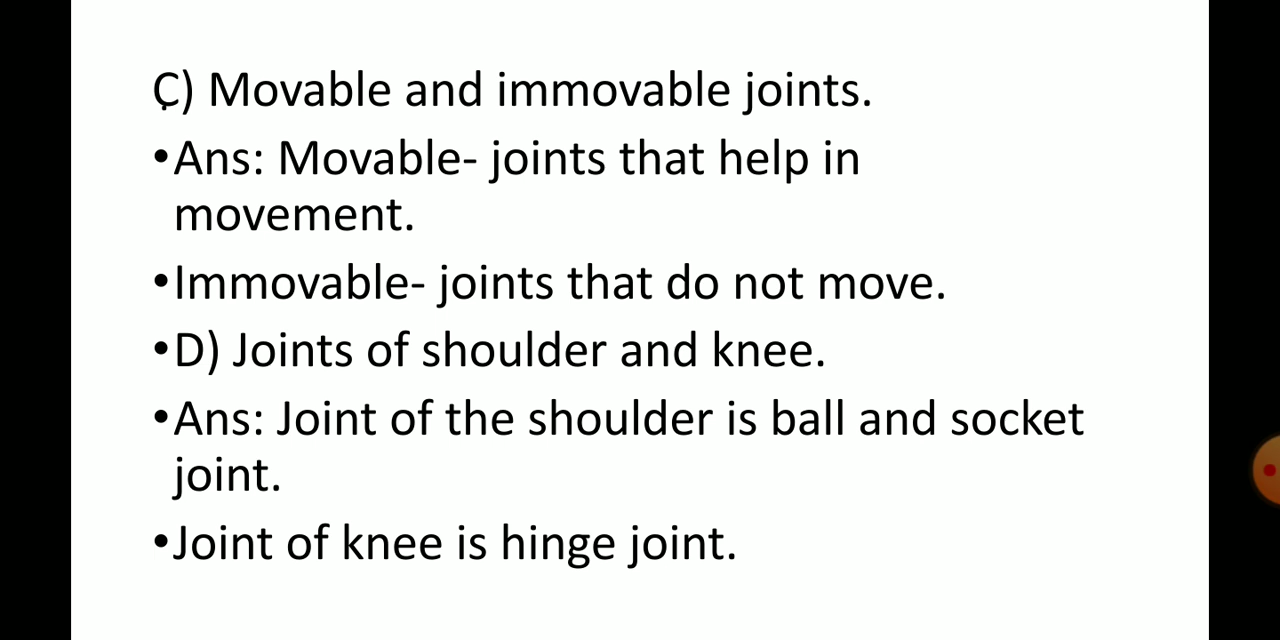 C) Movable and immovable joints.
•Ans: Movable- joints that help in
movement.
•Immovable- joints that do not move.
•D) Joints of shoulder and knee.
•Ans: Joint of the shoulder is ball and socket
joint.
•Joint of knee is hinge joint.